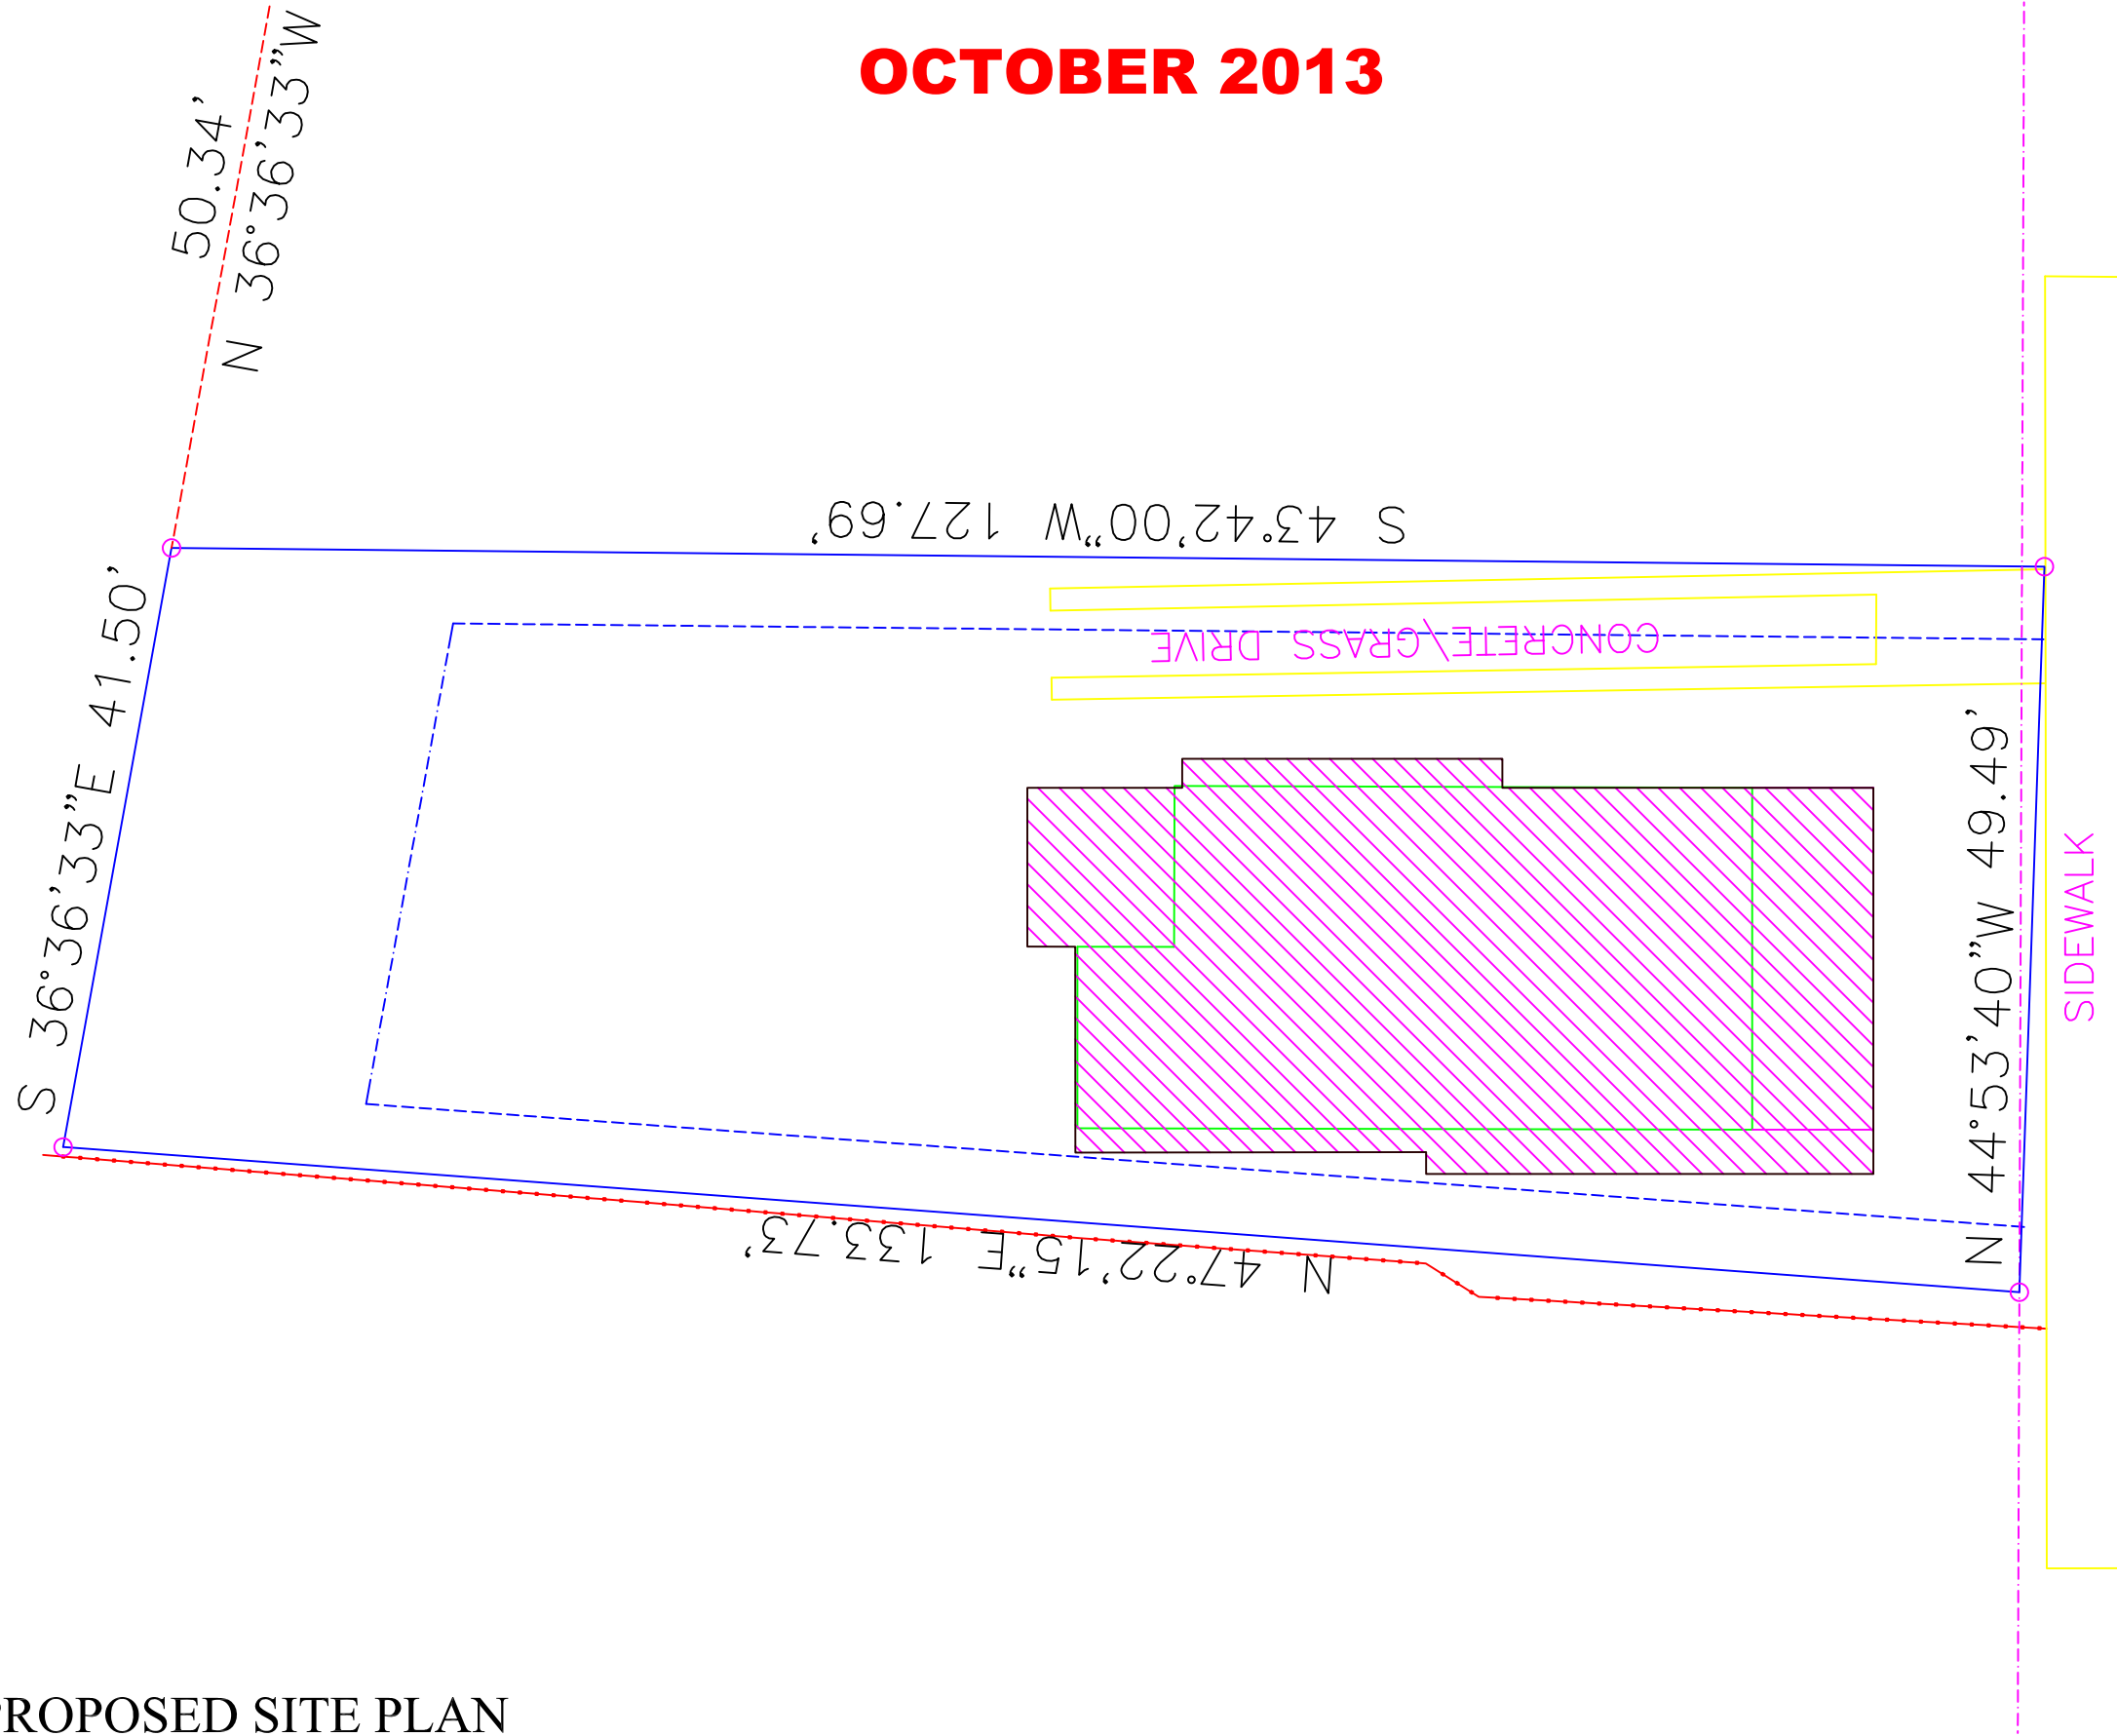 OCTOBER 2013
50.34'
N 36°36'33"W
S 43°42'00"W 127.69'
S 36°36'33"E 41.50'
CONCRETE/GRASS DRIVE
N 44°53'40"W 49.49'
SIDEWALK
N 47°22'15"E 133.73'
PROPOSED SITE PLAN